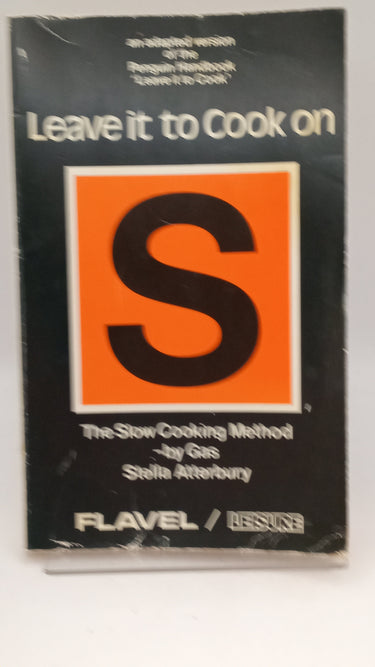 an adapted version
of the
Penguin Handbook
"Leave it to Cook"
Leave it to Cook on
S
The Slow Cooking Method
-by Gas
Stella Atterbury
FLAVEL / LEISURE